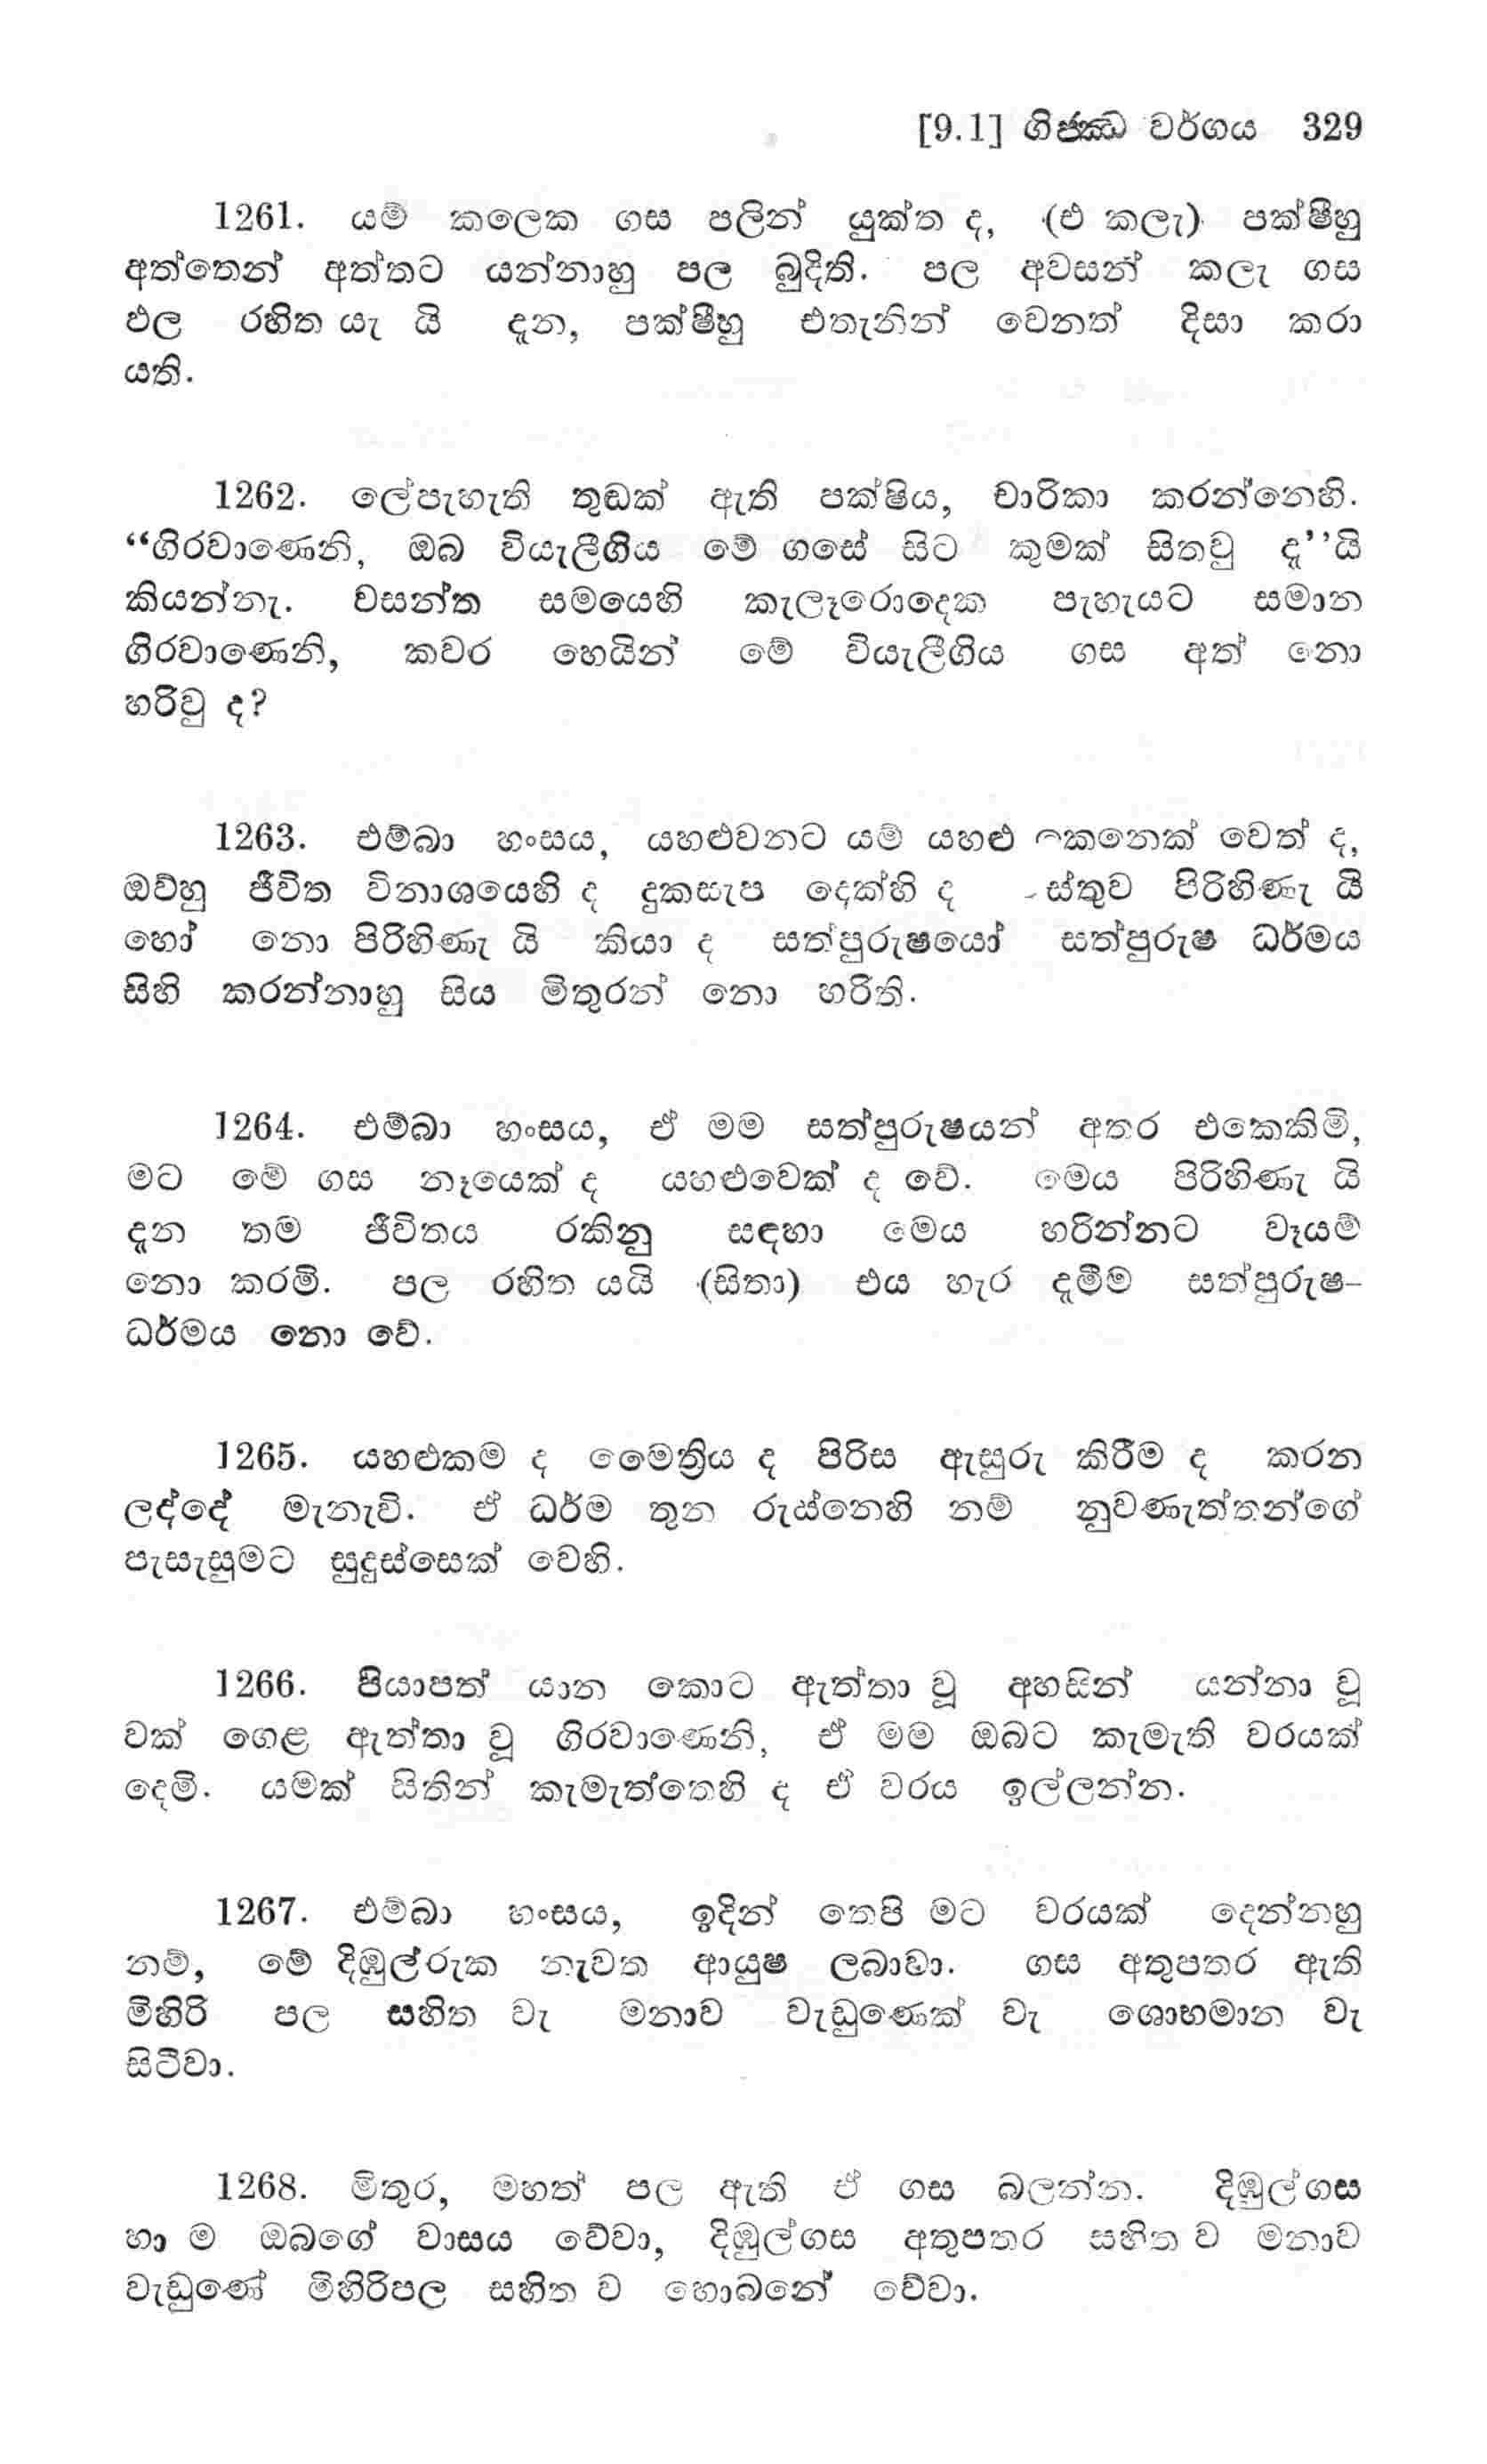 [9.1] ගිජ්ඣ වර්ගය 329
1261. යම් කලෙක ගස පලින් යුක්ත ද, (එ කලැ) පක්ෂීහු
අත්තෙන් අත්තට යන්නාහු පල බුදිති. පල අවසන් කලැ ගස
ඵල රහිත යැ යි දැන, පක්ෂීහු එතැනින් වෙනත් දිසා කරා
යති.
1262. ලේපැහැති තුඬක් ඇති පක්ෂිය, චාරිකා කරන්නෙහි.
“ගිරවාණෙනි, ඔබ වියැලීගිය මේ ගසේ සිට කුමක් සිතවු දැ’’යි
කියන්නැ. වසන්ත සමයෙහි කැලෑරොදෙක පැහැයට සමාන
ගිරවාණෙනි, කවර හෙයින් මේ වියැලීගිය ගස අත් නො
හරිවු ද?
1263. එම්බා හංසය, යහළුවනට යම් යහළු කෙනෙක් වෙත් ද,
ඔව්හු ජීවිත විනාශයෙහි ද දුකසැප දෙක්හි ද ස්තුව පිරිහිණැ යි
හෝ නො පිරිහිණැ යි කියා ද සත්පුරුෂයෝ සත්පුරුෂ ධර්මය
සිහි කරන්නාහු සිය මිතුරන් නො හරිති.
1264. එම්බා හංසය, ඒ මම සත්පුරුෂයන් අතර එකෙකිමි,
මට මේ ගස නෑයෙක් ද යහළුවෙක් ද වේ. මෙය පිරිහිණැ යි
දැන තම ජීවිතය රකිනු සඳහා මෙය හරින්නට වෑයම්
නො කරමි. පල රහිත යයි (සිතා) එය හැර දැමීම සත්පුරුෂ-
ධර්මය නො වේ.
1265. යහළුකම ද මෛත්‍රිය ද පිරිස ඇසුරු කිරීම ද කරන
ලද්දේ මැනැවි. ඒ ධර්ම තුන රුස්නෙහි නම් නුවණැත්තන්ගේ
පැසැසුමට සුදුස්සෙක් වෙහි.
1266. පියාපත් යාන කොට ඇත්තා වූ අහසින් යන්නා වූ
වක් ගෙළ ඇත්තා වූ ගිරවාණෙනි, ඒ මම ඔබට කැමැති වරයක්
දෙමි. යමක් සිතින් කැමැත්තෙහි ද ඒ වරය ඉල්ලන්න.
1267. එම්බා හංසය, ඉදින් තෙපි මට වරයක් දෙන්නහු
නම්, මේ දිඹුල්රුක නැවත ආයුෂ ලබාවා. ගස අතුපතර ඇති
මිහිරි පල සහිත වැ මනාව වැඩුණෙක් වැ ශොභමාන වැ
සිටීවා.
1268. මිතුර, මහත් පල ඇති ඒ ගස බලන්න. දිඹුල්ගස
හා ම ඔබගේ වාසය වේවා, දිඹුල්ගස අතුපතර සහිත ව මනාව
වැඩුණේ මිහිරිපල සහිත ව හොබනේ වේවා.